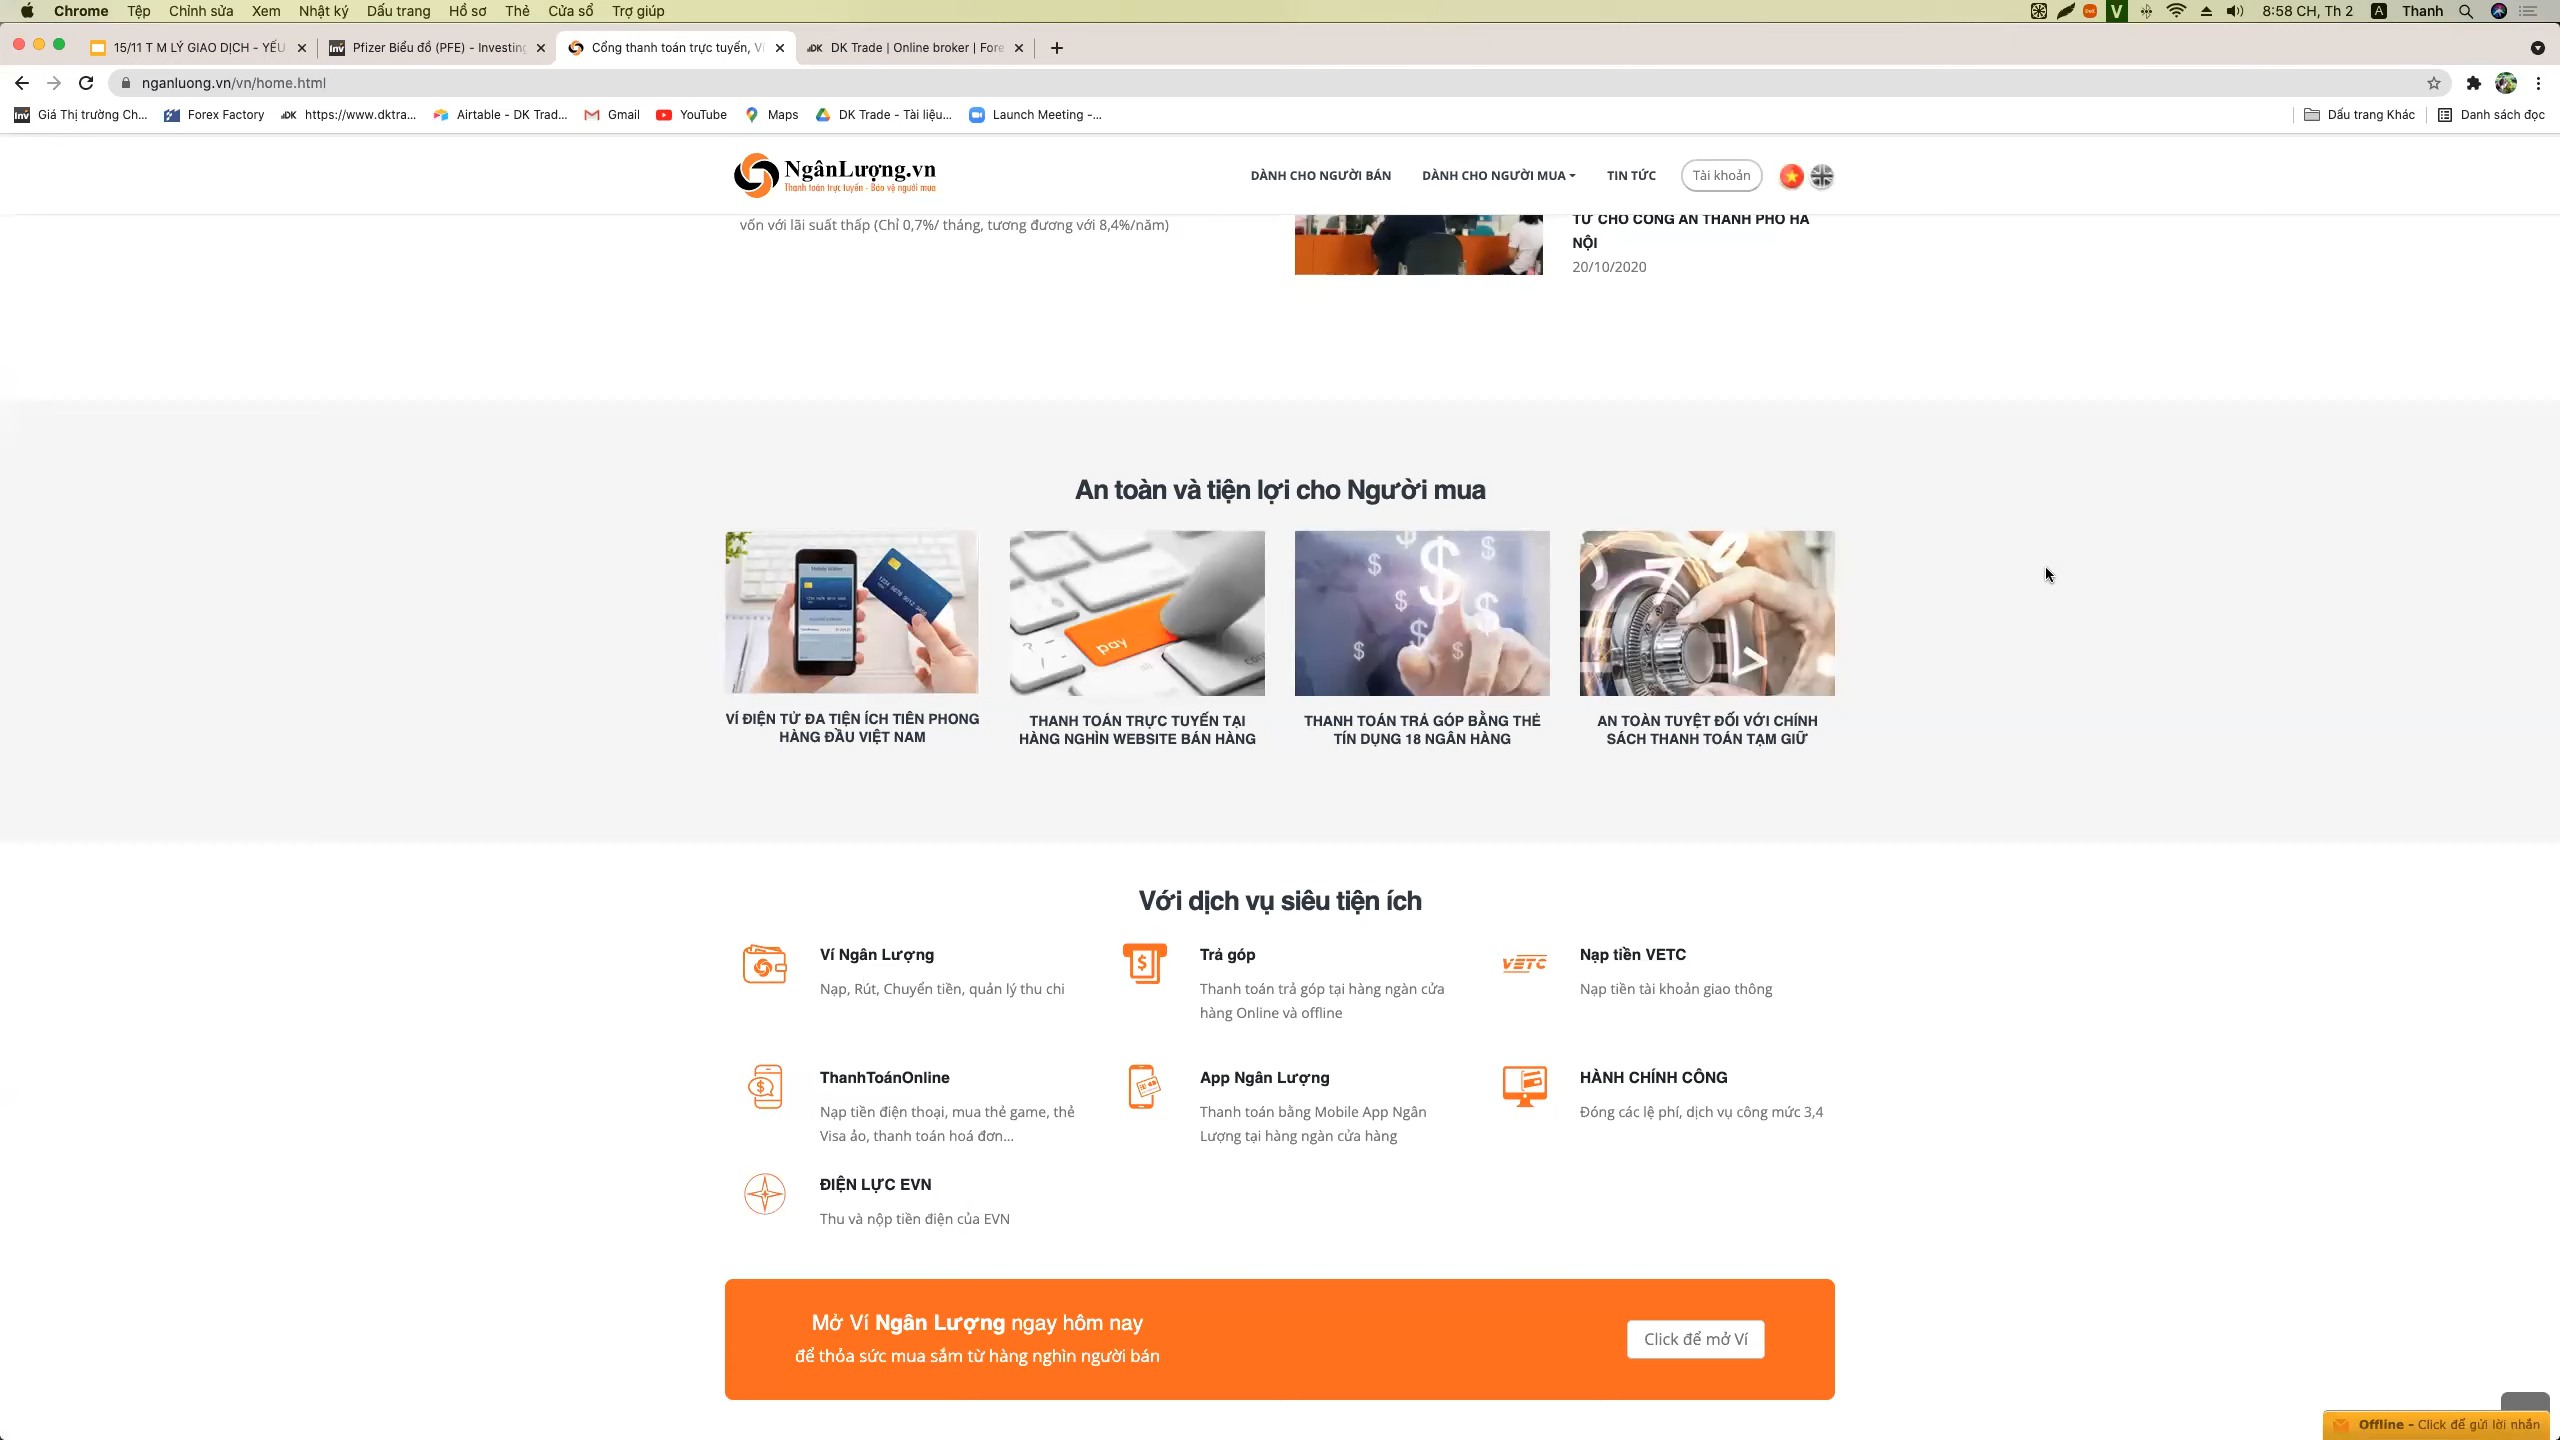 Chrome Tệp Chỉnh sửa Xem Nhật ký Dấu trang Hồ sơ Thẻ Cửa sổ Trợ giúp 8:58 CH, Th 2 Thanh
15/11 T M LÝ GIAO DỊCH - YẾU Pfizer Biểu đồ (PFE) - Investing Cổng thanh toán trực tuyến, Ví DK Trade | Online broker | Fore
nganluong.vn/vn/home.html
Giá Thị trường Ch... Forex Factory https://www.dktra... Airtable - DK Trad... Gmail YouTube Maps DK Trade - Tài liệu... Launch Meeting -... Dấu trang Khác Danh sách đọc
NgânLượng.vn
Thanh toán trực tuyến - Bảo vệ người mua
DÀNH CHO NGƯỜI BÁN DÀNH CHO NGƯỜI MUA TIN TỨC Tài khoản
vốn với lãi suất thấp (Chỉ 0,7%/ tháng, tương đương với 8,4%/năm)
TỬ CHO CÔNG AN THÀNH PHỐ HÀ
NỘI
20/10/2020
An toàn và tiện lợi cho Người mua
pay
VÍ ĐIỆN TỬ ĐA TIỆN ÍCH TIÊN PHONG
HÀNG ĐẦU VIỆT NAM
THANH TOÁN TRỰC TUYẾN TẠI
HÀNG NGHÌN WEBSITE BÁN HÀNG
THANH TOÁN TRẢ GÓP BẰNG THẺ
TÍN DỤNG 18 NGÂN HÀNG
AN TOÀN TUYỆT ĐỐI VỚI CHÍNH
SÁCH THANH TOÁN TẠM GIỮ
Với dịch vụ siêu tiện ích
Ví Ngân Lượng
Nạp, Rút, Chuyển tiền, quản lý thu chi
Trả góp
Thanh toán trả góp tại hàng ngàn cửa
hàng Online và offline
VETC
Nạp tiền VETC
Nạp tiền tài khoản giao thông
ThanhToánOnline
Nạp tiền điện thoại, mua thẻ game, thẻ
Visa ảo, thanh toán hoá đơn...
App Ngân Lượng
Thanh toán bằng Mobile App Ngân
Lượng tại hàng ngàn cửa hàng
HÀNH CHÍNH CÔNG
Đóng các lệ phí, dịch vụ công mức 3,4
ĐIỆN LỰC EVN
Thu và nộp tiền điện của EVN
Mở Ví Ngân Lượng ngay hôm nay
để thỏa sức mua sắm từ hàng nghìn người bán
Click để mở Ví
Offline - Click để gửi lời nhắn